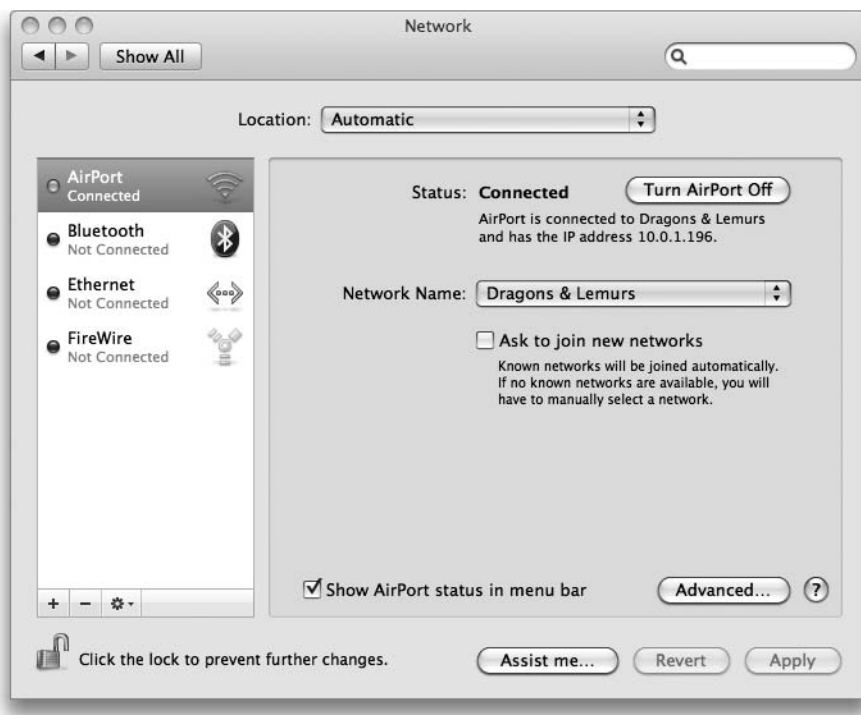 Network
Show All
Location: Automatic
AirPort
Connected
Bluetooth
Not Connected
Ethernet
Not Connected
FireWire
Not Connected
Status: Connected Turn AirPort Off
AirPort is connected to Dragons & Lemurs
and has the IP address 10.0.1.196.
Network Name: Dragons & Lemurs
Ask to join new networks
Known networks will be joined automatically.
If no known networks are available, you will
have to manually select a network.
Show AirPort status in menu bar Advanced... ?
Click the lock to prevent further changes. Assist me... Revert Apply